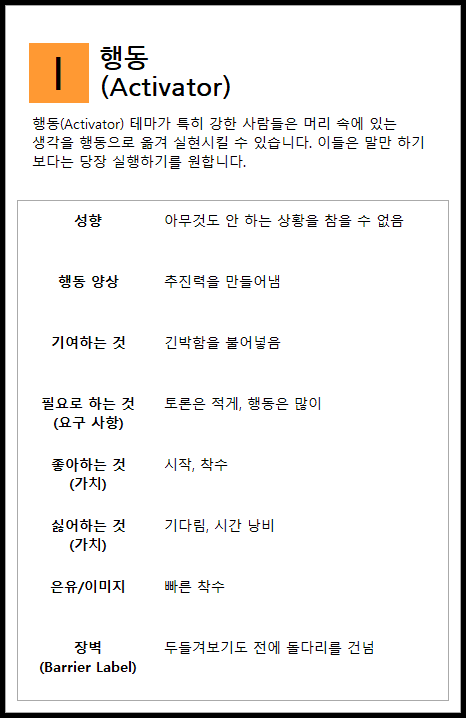 I
행동
(Activator)
행동(Activator) 테마가 특히 강한 사람들은 머리 속에 있는
생각을 행동으로 옮겨 실현시킬 수 있습니다. 이들은 말만 하기
보다는 당장 실행하기를 원합니다.
성향 아무것도 안 하는 상황을 참을 수 없음
행동 양상 추진력을 만들어냄
기여하는 것 긴박함을 불어넣음
필요로 하는 것 토론은 적게, 행동은 많이
(요구 사항)
좋아하는 것 시작, 착수
(가치)
싫어하는 것 기다림, 시간 낭비
(가치)
은유/이미지 빠른 착수
장벽 두들겨보기도 전에 돌다리를 건넘
(Barrier Label)